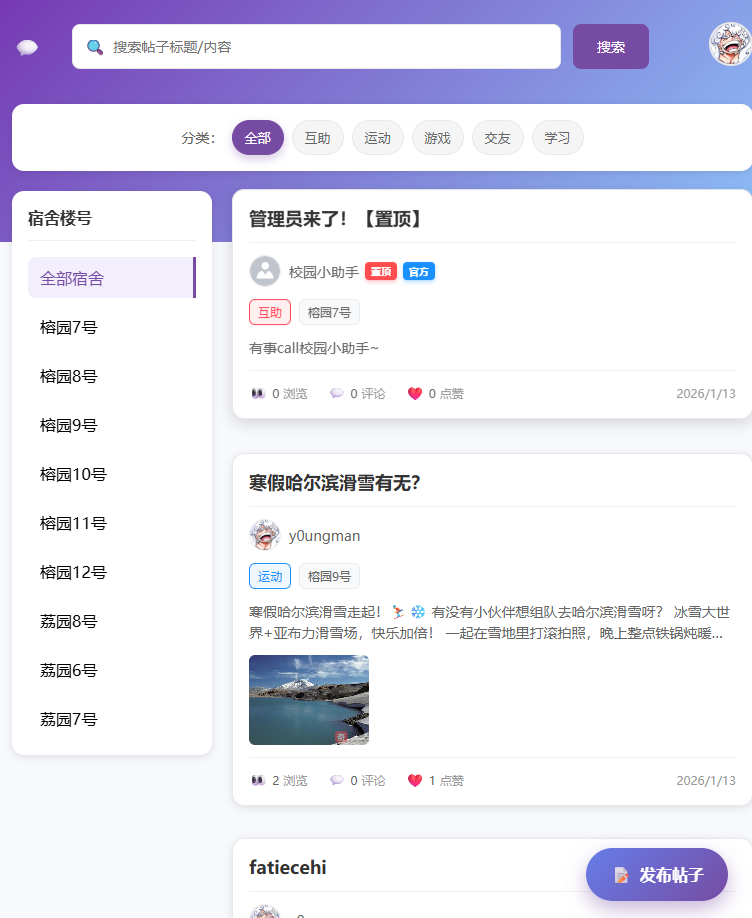 搜索帖子标题/内容
搜索
分类：
全部
互助
运动
游戏
交友
学习
宿舍楼号
全部宿舍
榕园7号
榕园8号
榕园9号
榕园10号
榕园11号
榕园12号
荔园8号
荔园6号
荔园7号
管理员来了！【置顶】
校园小助手 置顶 官方
互助 榕园7号
有事call校园小助手~
0 浏览 0 评论 0 点赞 2026/1/13
寒假哈尔滨滑雪有无?
y0ungman
运动 榕园9号
寒假哈尔滨滑雪走起！⛷️ ❄️ 有没有小伙伴想组队去哈尔滨滑雪呀？ 冰雪大世
界+亚布力滑雪场，快乐加倍！ 一起在雪地里打滚拍照，晚上整点铁锅炖暖...
2 浏览 0 评论 1 点赞 2026/1/13
fatiecehi
发布帖子